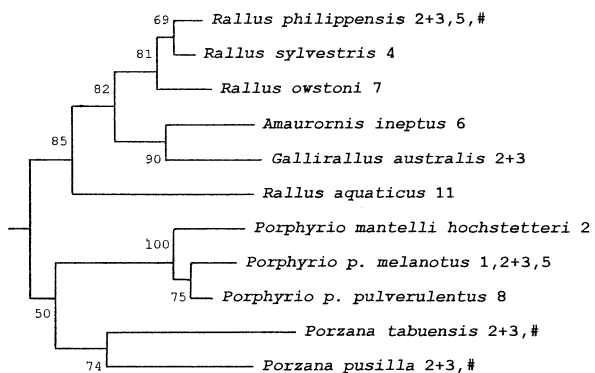 69
Rallus philippensis 2+3,5,#
81
Rallus sylvestris 4
82
Rallus owstoni 7
85
Amaurornis ineptus 6
90
Gallirallus australis 2+3
Rallus aquaticus 11
100
Porphyrio mantelli hochstetteri 2
Porphyrio p. melanotus 1,2+3,5
75
Porphyrio p. pulverulentus 8
50
Porzana tabuensis 2+3,#
74
Porzana pusilla 2+3,#